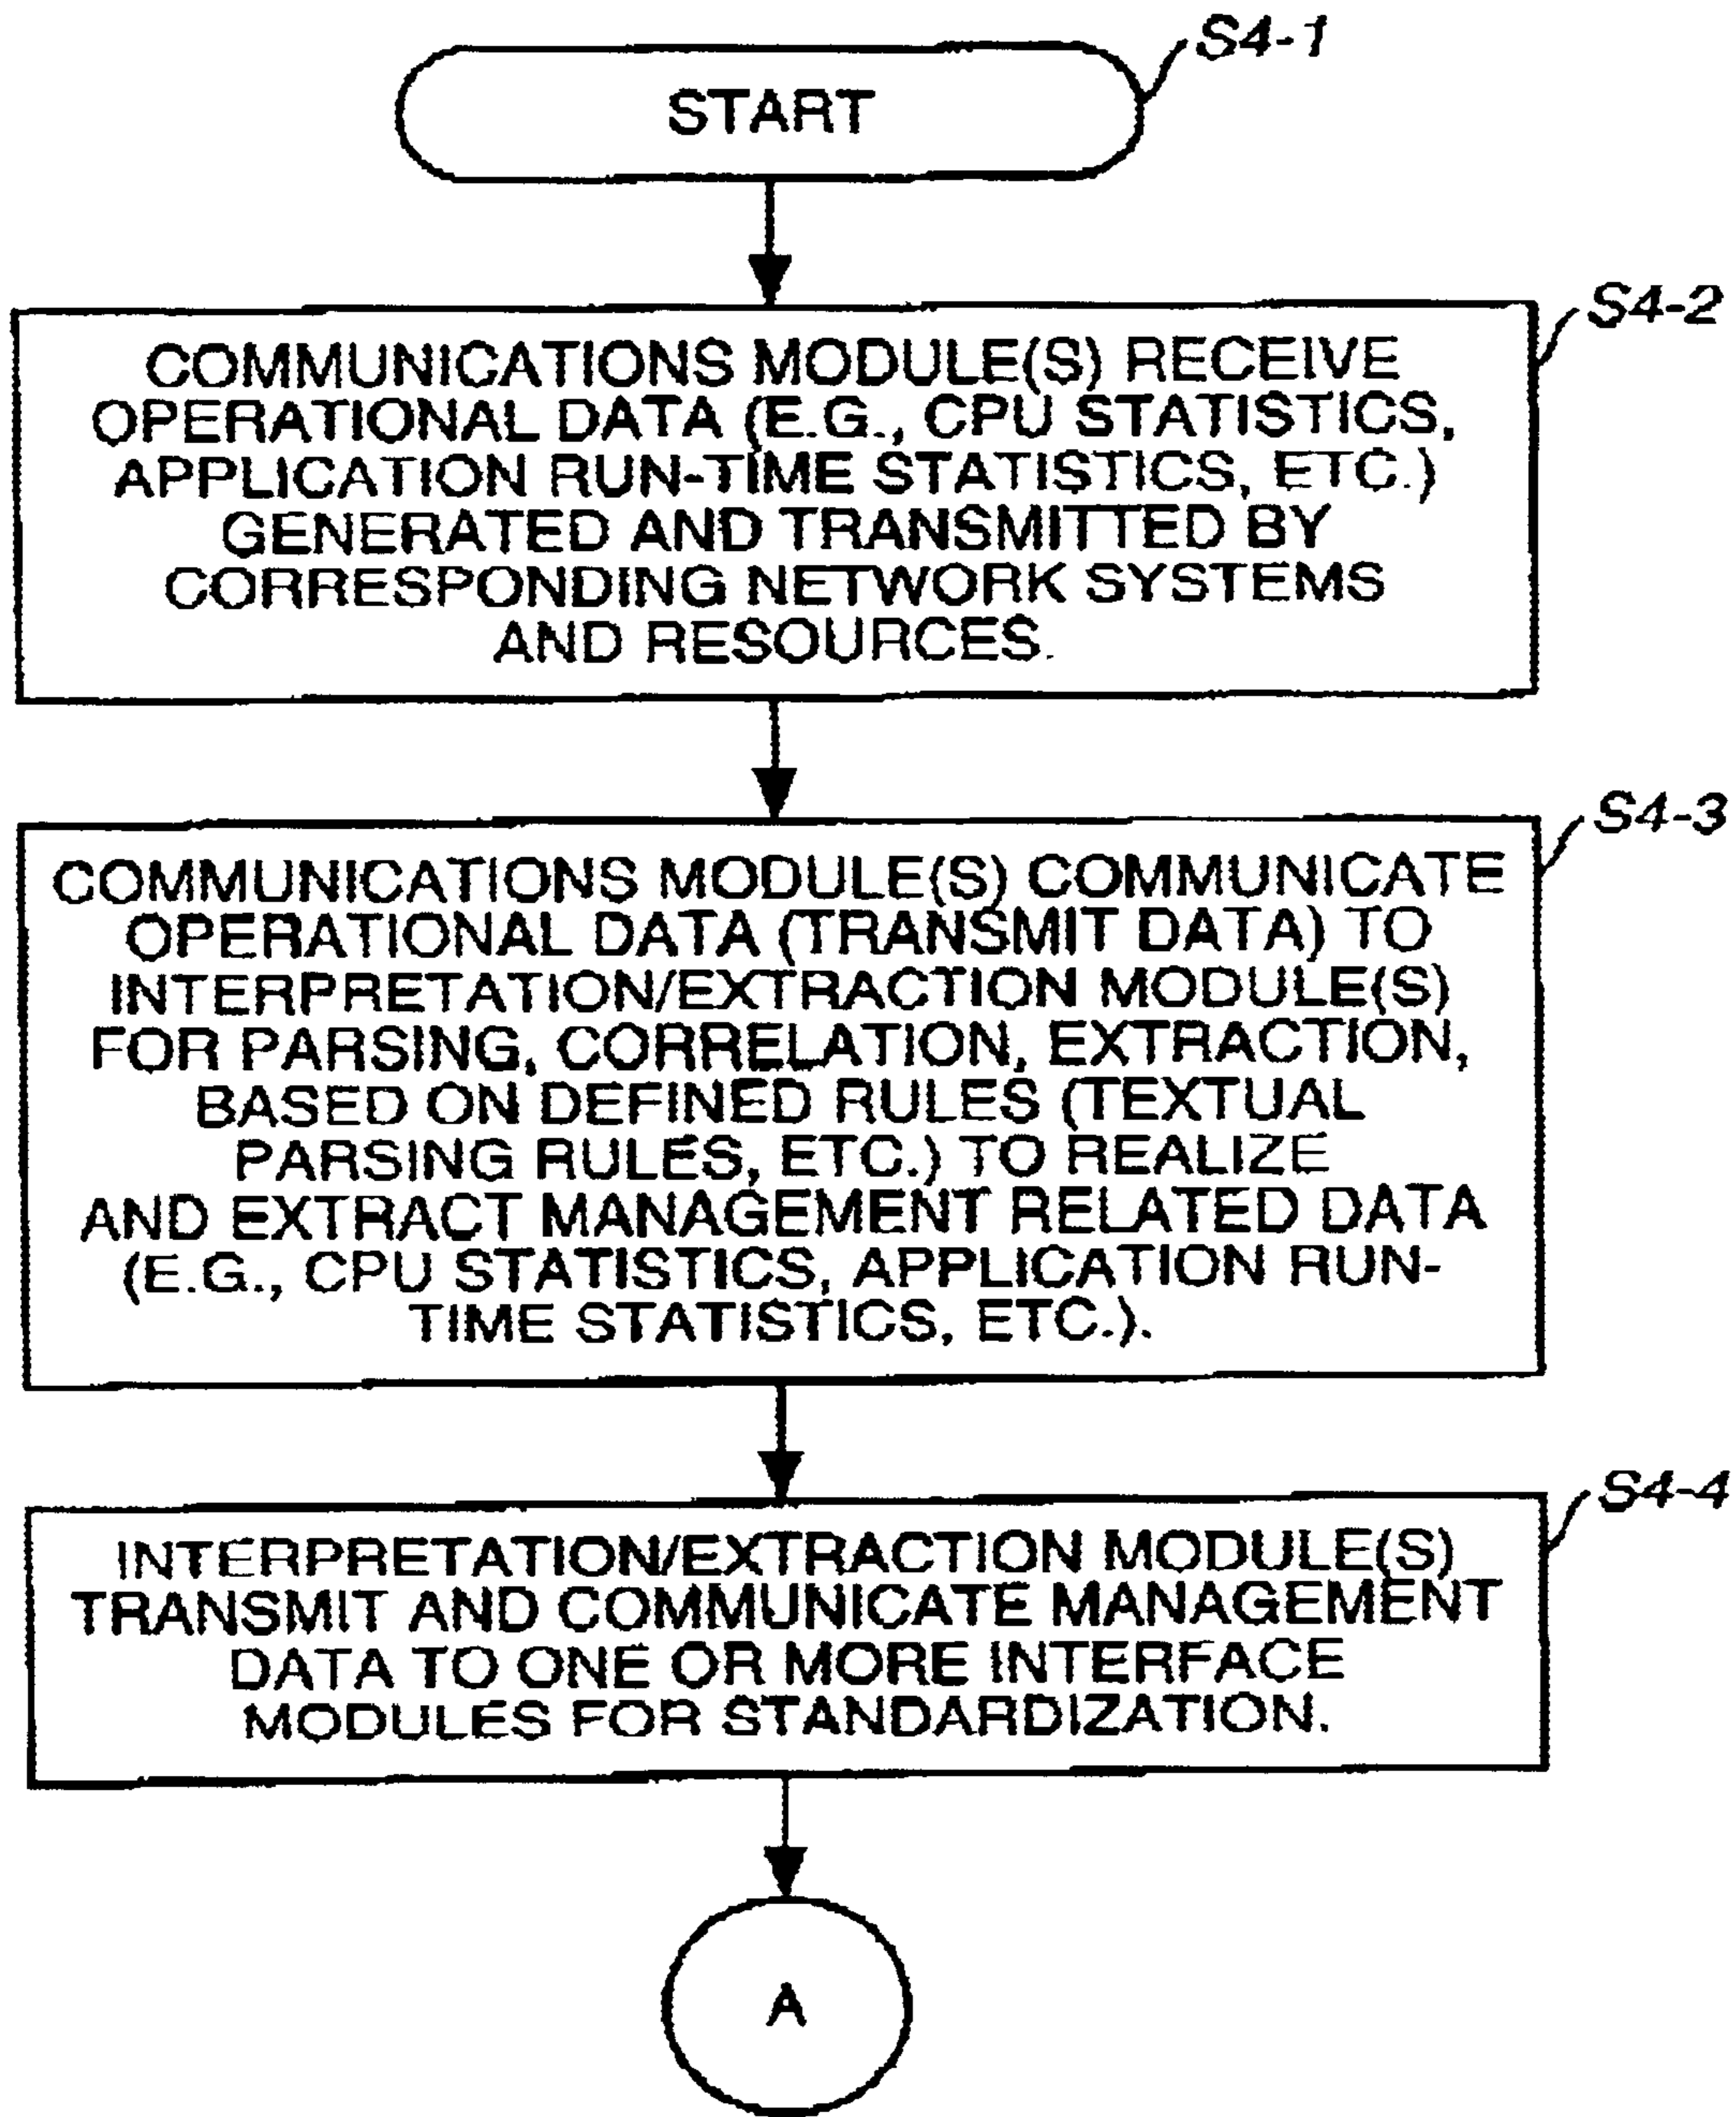 S4-1
START
S4-2
COMMUNICATIONS MODULE(S) RECEIVE
OPERATIONAL DATA (E.G., CPU STATISTICS,
APPLICATION RUN-TIME STATISTICS, ETC.)
GENERATED AND TRANSMITTED BY
CORRESPONDING NETWORK SYSTEMS
AND RESOURCES.
S4-3
COMMUNICATIONS MODULE(S) COMMUNICATE
OPERATIONAL DATA (TRANSMIT DATA) TO
INTERPRETATION/EXTRACTION MODULE(S)
FOR PARSING, CORRELATION, EXTRACTION,
BASED ON DEFINED RULES (TEXTUAL
PARSING RULES, ETC.) TO REALIZE
AND EXTRACT MANAGEMENT RELATED DATA
(E.G., CPU STATISTICS, APPLICATION RUN-
TIME STATISTICS, ETC.).
S4-4
INTERPRETATION/EXTRACTION MODULE(S)
TRANSMIT AND COMMUNICATE MANAGEMENT
DATA TO ONE OR MORE INTERFACE
MODULES FOR STANDARDIZATION.
A